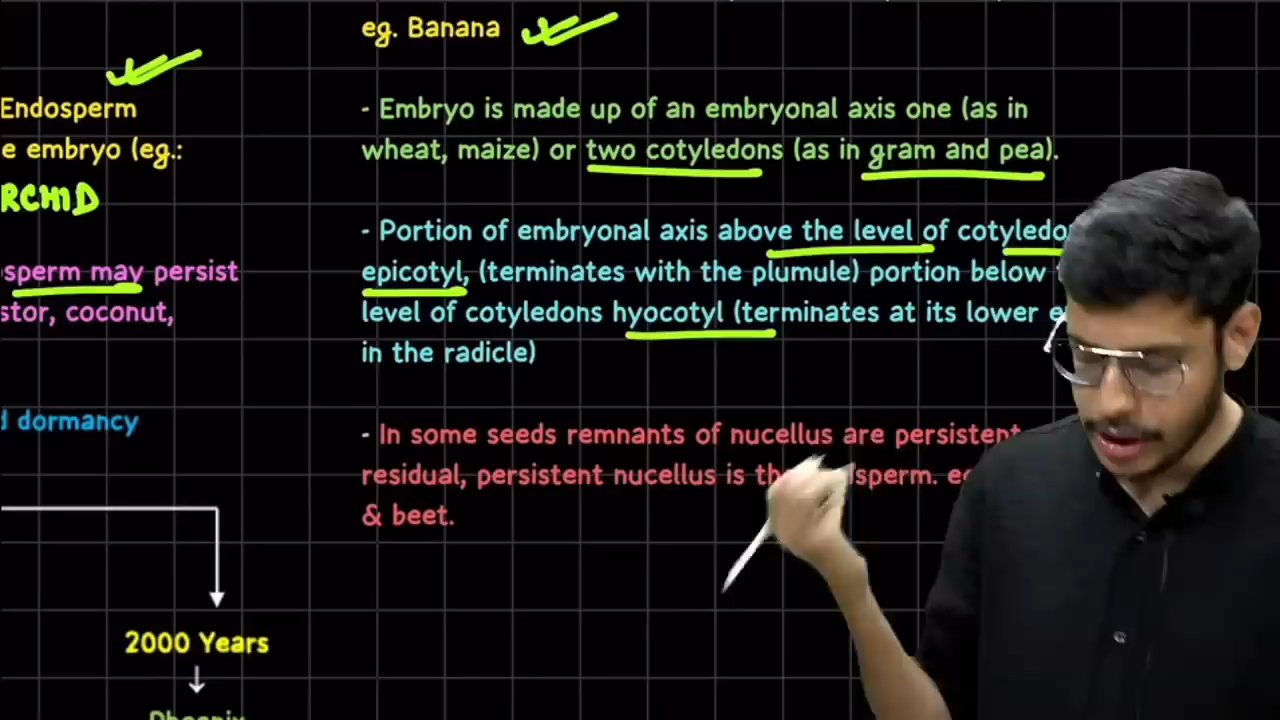 eg. Banana
Endosperm
e embryo (eg.:
RCHID
sperm may persist
stor, coconut,
d dormancy
2000 Years
Phoenix
- Embryo is made up of an embryonal axis one (as in
wheat, maize) or two cotyledons (as in gram and pea).
- Portion of embryonal axis above the level of cotyledo
epicotyl, (terminates with the plumule) portion below
level of cotyledons hyocotyl (terminates at its lower
in the radicle)
- In some seeds remnants of nucellus are persistent
residual, persistent nucellus is
& beet.